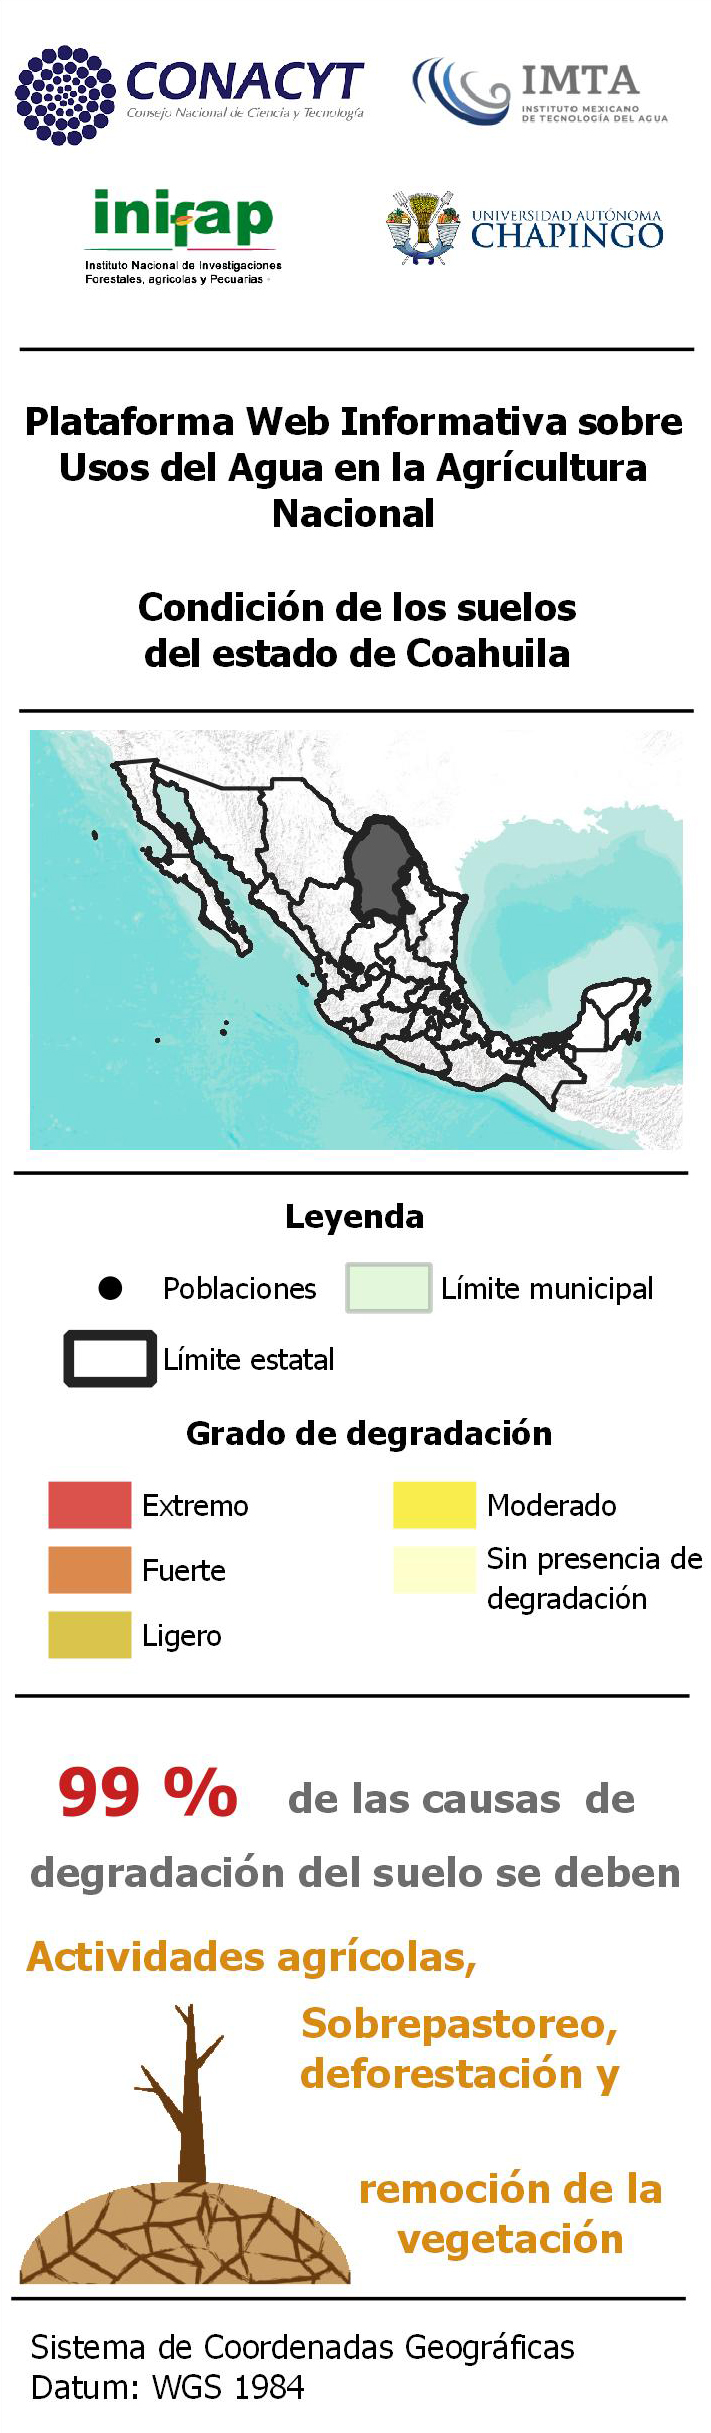 CONACYT
Consejo Nacional de Ciencia y Tecnología
IMTA
INSTITUTO MEXICANO
DE TECNOLOGÍA DEL AGUA
inifap
Instituto Nacional de Investigaciones
Forestales, agricolas y Pecuarias
UNIVERSIDAD AUTÓNOMA
CHAPINGO
Plataforma Web Informativa sobre
Usos del Agua en la Agrícultura
Nacional
Condición de los suelos
del estado de Coahuila
Leyenda
Poblaciones
Límite municipal
Límite estatal
Grado de degradación
Extremo
Moderado
Fuerte
Sin presencia de
degradación
Ligero
99 % de las causas de
degradación del suelo se deben
Actividades agrícolas,
Sobrepastoreo,
deforestación y
remoción de la
vegetación
Sistema de Coordenadas Geográficas
Datum: WGS 1984